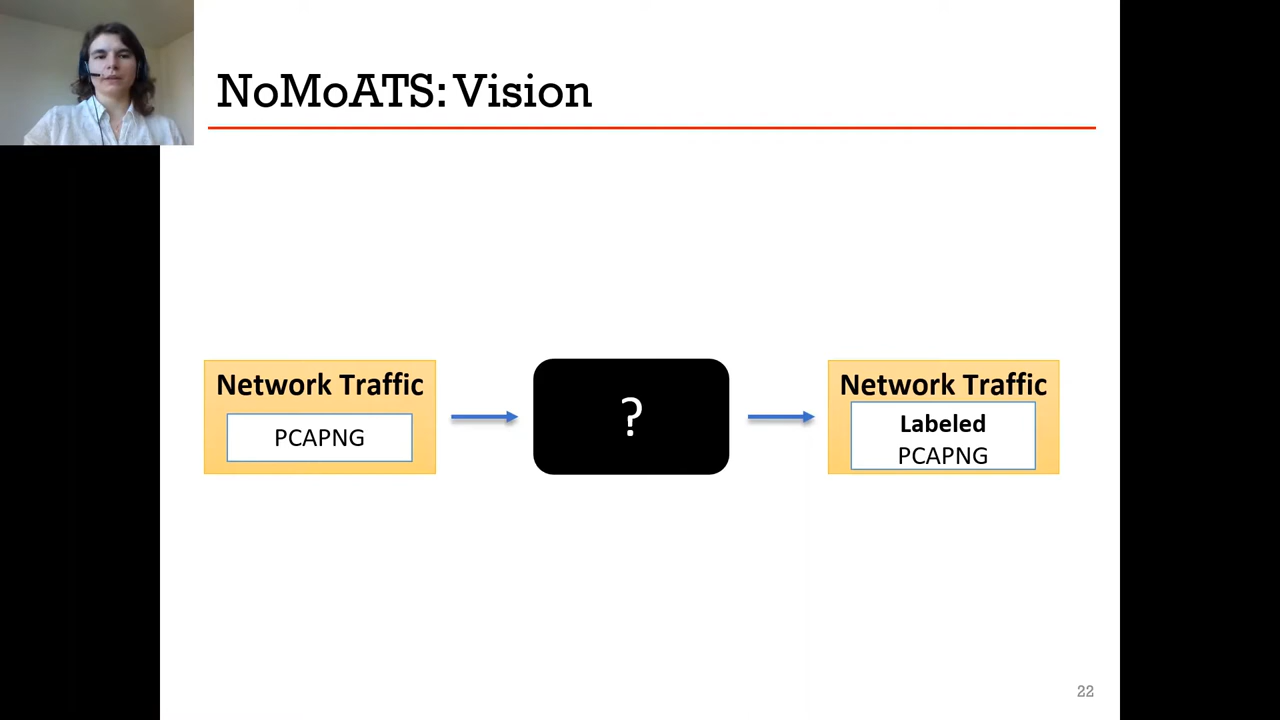 NoMoATS: Vision
Network Traffic
PCAPNG
?
Network Traffic
Labeled
PCAPNG
22